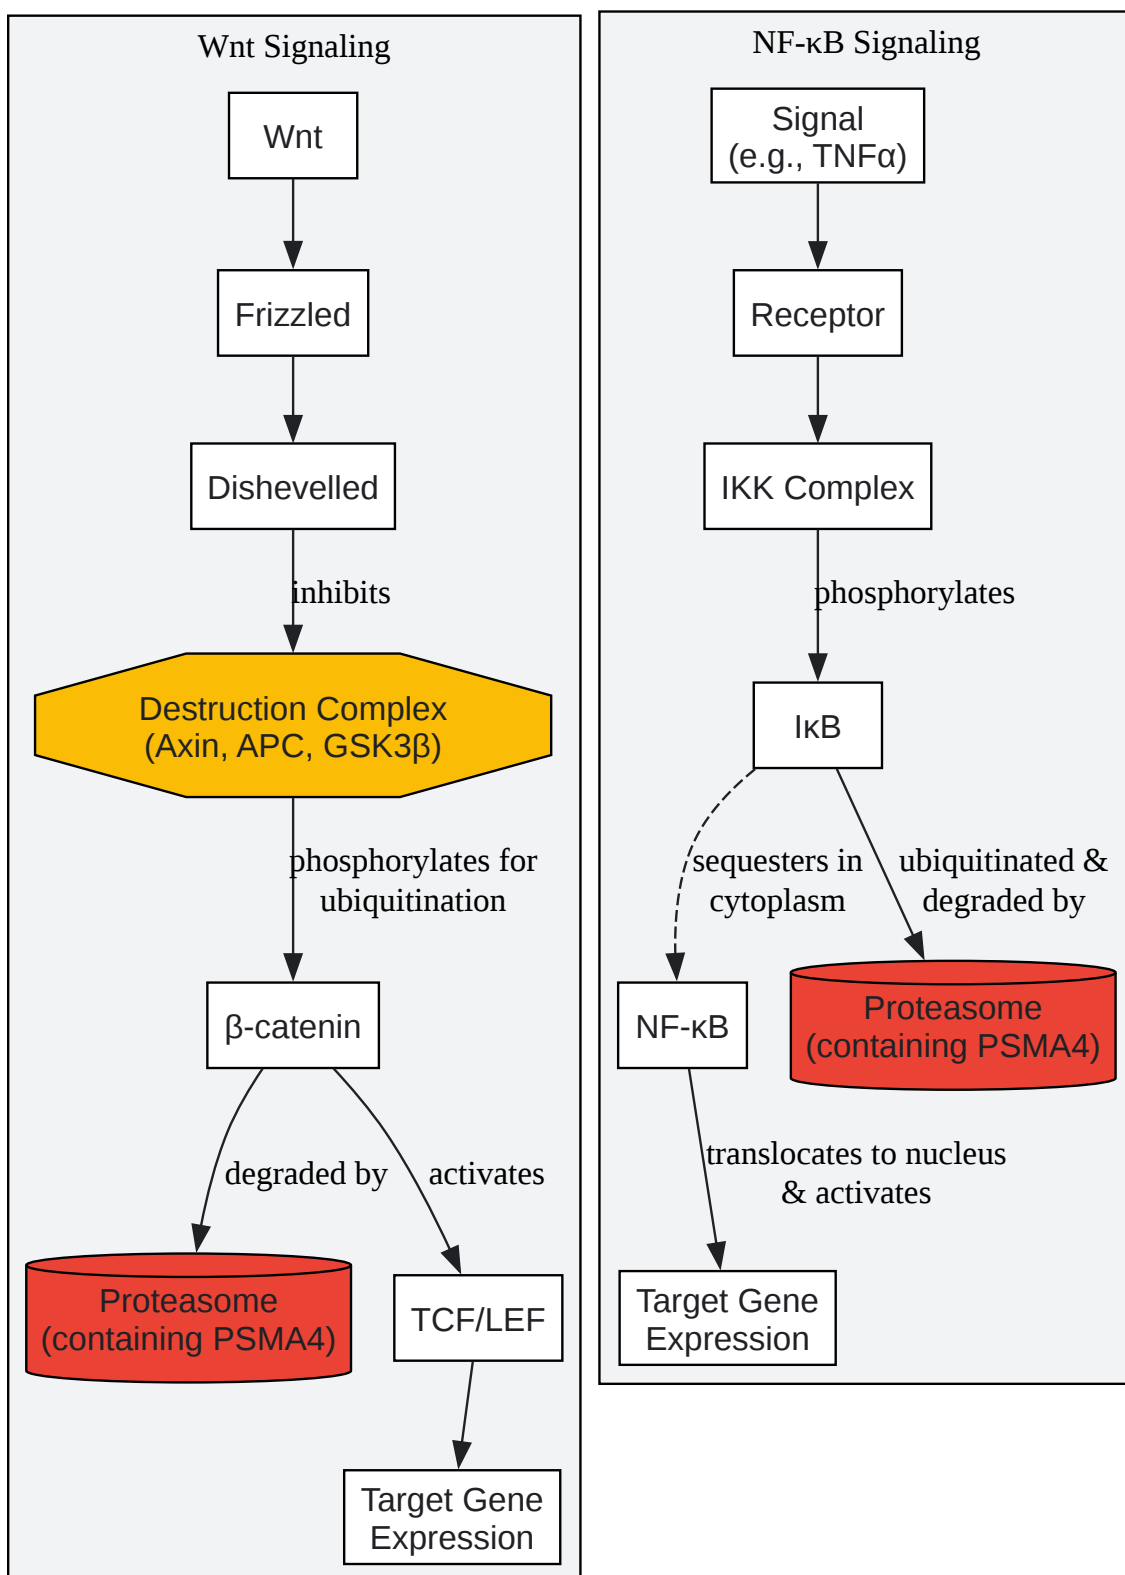 Wnt Signaling
Wnt
Frizzled
Dishevelled
inhibits
Destruction Complex
(Axin, APC, GSK3β)
phosphorylates for
ubiquitination
β-catenin
degraded by
activates
Proteasome
(containing PSMA4)
TCF/LEF
Target Gene
Expression
NF-κB Signaling
Signal
(e.g., TNFα)
Receptor
IKK Complex
phosphorylates
IκB
sequesters in
cytoplasm
ubiquitinated &
degraded by
NF-κB
Proteasome
(containing PSMA4)
translocates to nucleus
& activates
Target Gene
Expression